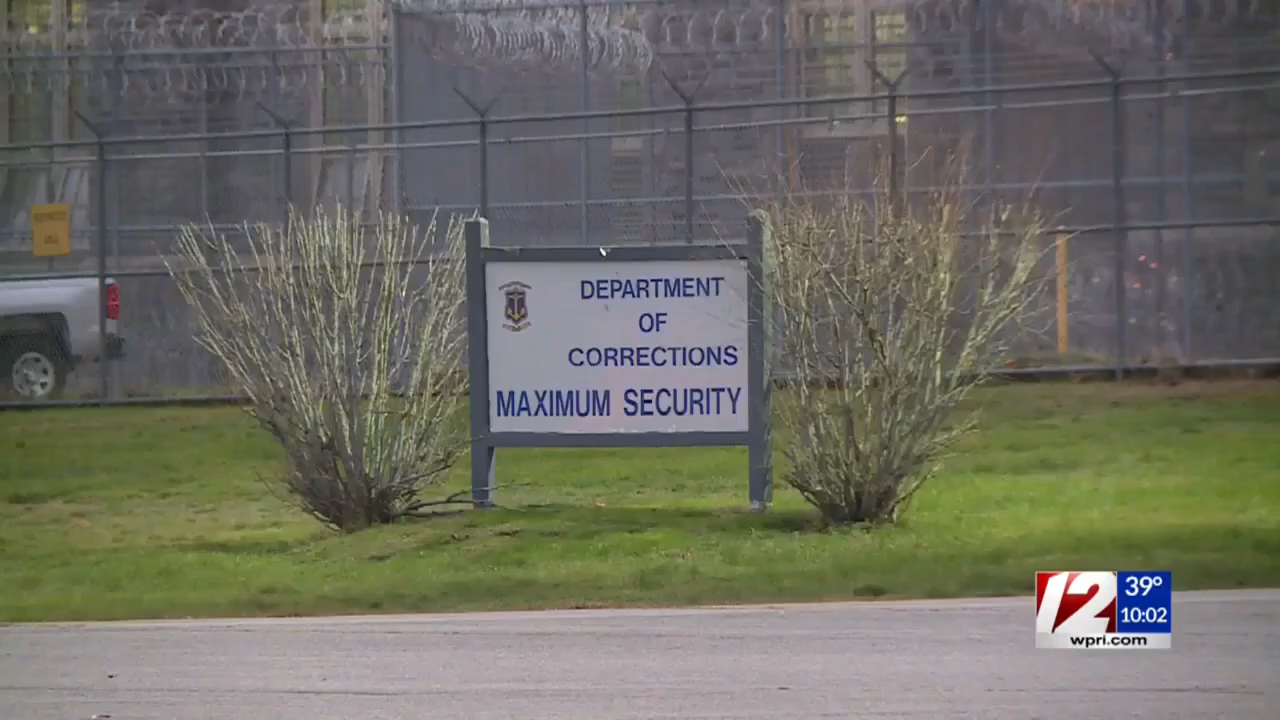 DEPARTMENT
OF
CORRECTIONS
MAXIMUM SECURITY
12 39°
10:02
wpri.com